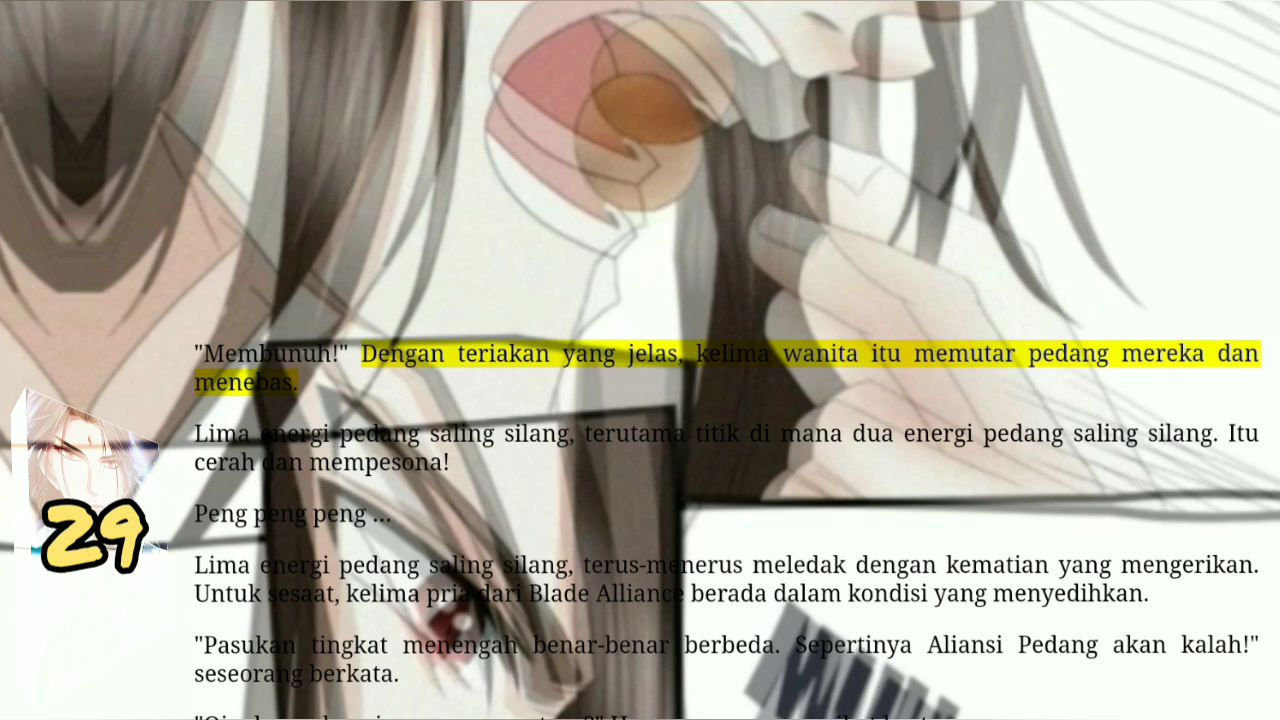 "Membunuh!" Dengan teriakan yang jelas, kelima wanita itu memutar pedang mereka dan
menebas.
Lima energi pedang saling silang, terutama titik di mana dua energi pedang saling silang. Itu
cerah dan mempesona!
Peng peng peng ...
Lima energi pedang saling silang, terus-menerus meledak dengan kematian yang mengerikan.
Untuk sesaat, kelima pria dari Blade Alliance berada dalam kondisi yang menyedihkan.
29
"Pasukan tingkat menengah benar-benar berbeda. Sepertinya Aliansi Pedang akan kalah!"
seseorang berkata.